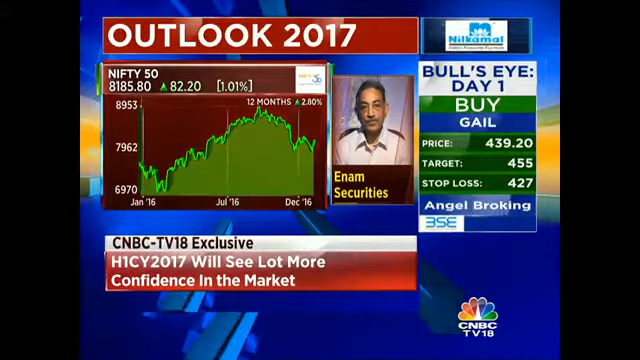 OUTLOOK 2017
Nilkamal
NIFTY 50
8185.80 ▲ 82.20 [1.01%]
12 MONTHS ▲ 2.80%
8953
7962
6970
Jan '16
Jul '16
Dec '16
Enam
Securities
BULL'S EYE:
DAY 1
BUY
GAIL
PRICE: 439.20
TARGET: 455
STOP LOSS: 427
Angel Broking
BSE
CNBC-TV18 Exclusive
H1CY2017 Will See Lot More
Confidence In the Market
CNBC
TV18